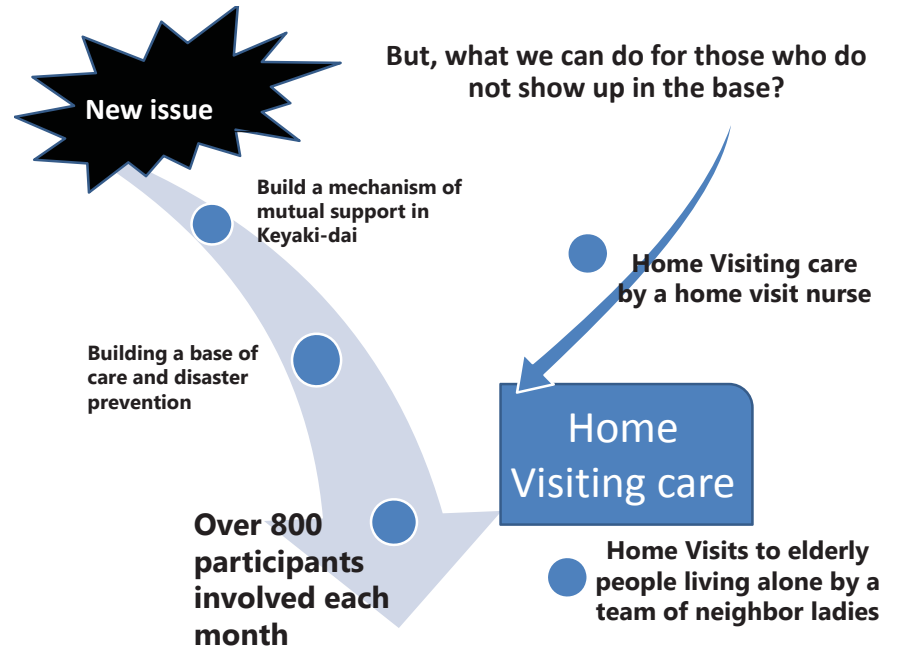 New issue
But, what we can do for those who do
not show up in the base?
Build a mechanism of
mutual support in
Keyaki-dai
Home Visiting care
by a home visit nurse
Building a base of
care and disaster
prevention
Home
Visiting care
Over 800
participants
involved each
month
Home Visits to elderly
people living alone by a
team of neighbor ladies